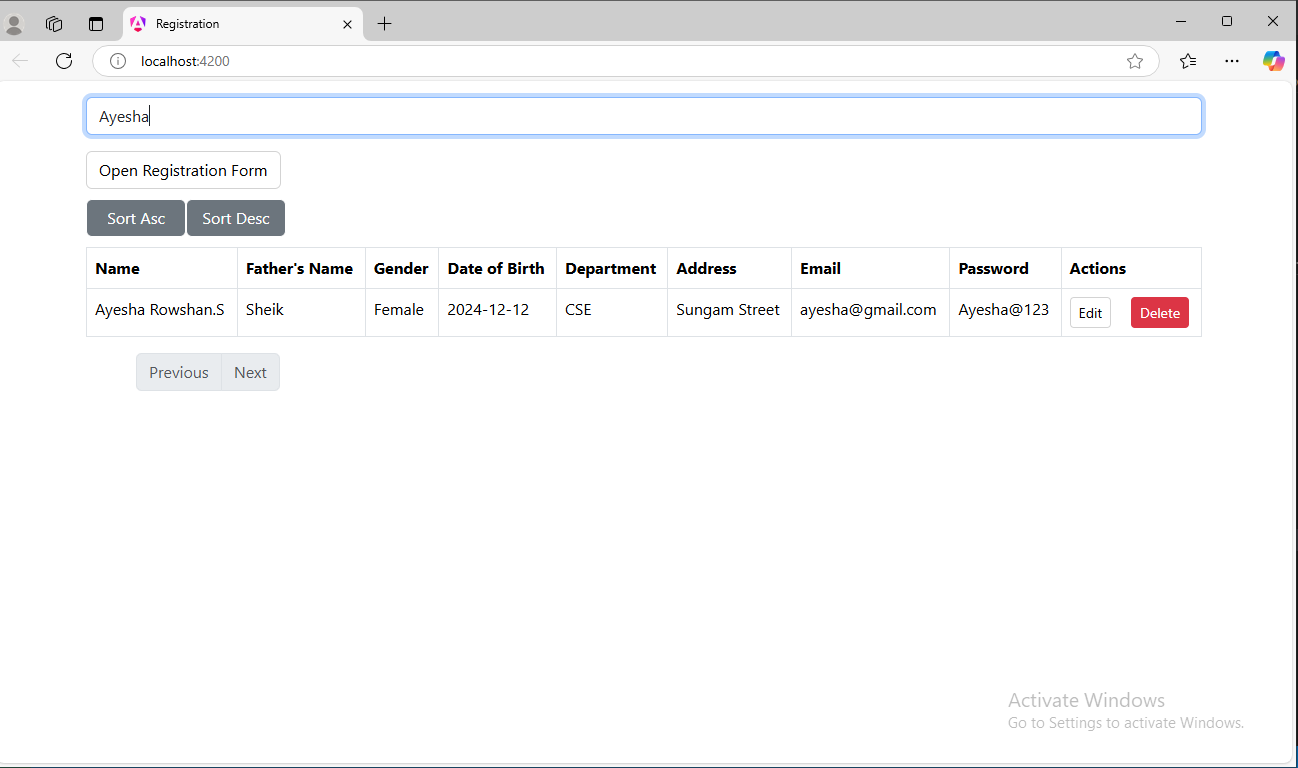 Registration
localhost:4200
Ayesha
Open Registration Form
Sort Asc Sort Desc
Name Father's Name Gender Date of Birth Department Address Email Password Actions
Ayesha Rowshan.S Sheik Female 2024-12-12 CSE Sungam Street ayesha@gmail.com Ayesha@123 Edit Delete
Previous Next
Activate Windows
Go to Settings to activate Windows.